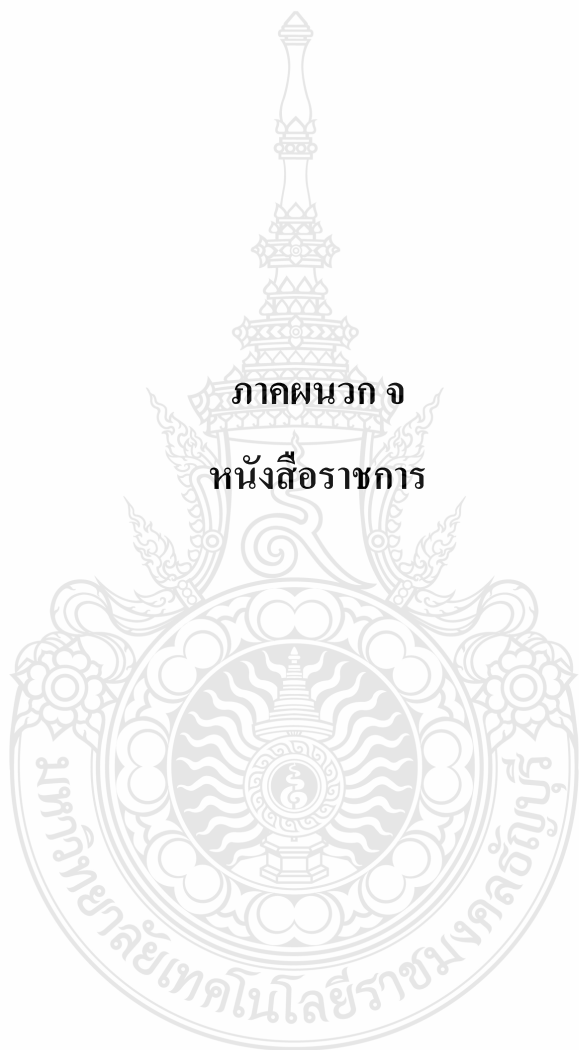 ภาคผนวก จ
หนังสือราชการ
มหาวิทยาลัยเทคโนโลยีราชมงคลธัญบุรี